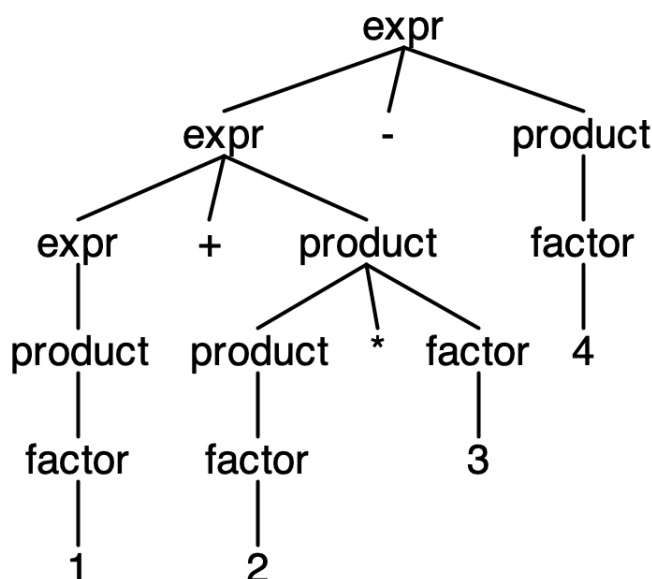 expr
expr - product
expr + product factor
product product * factor 4
factor factor 3
1 2